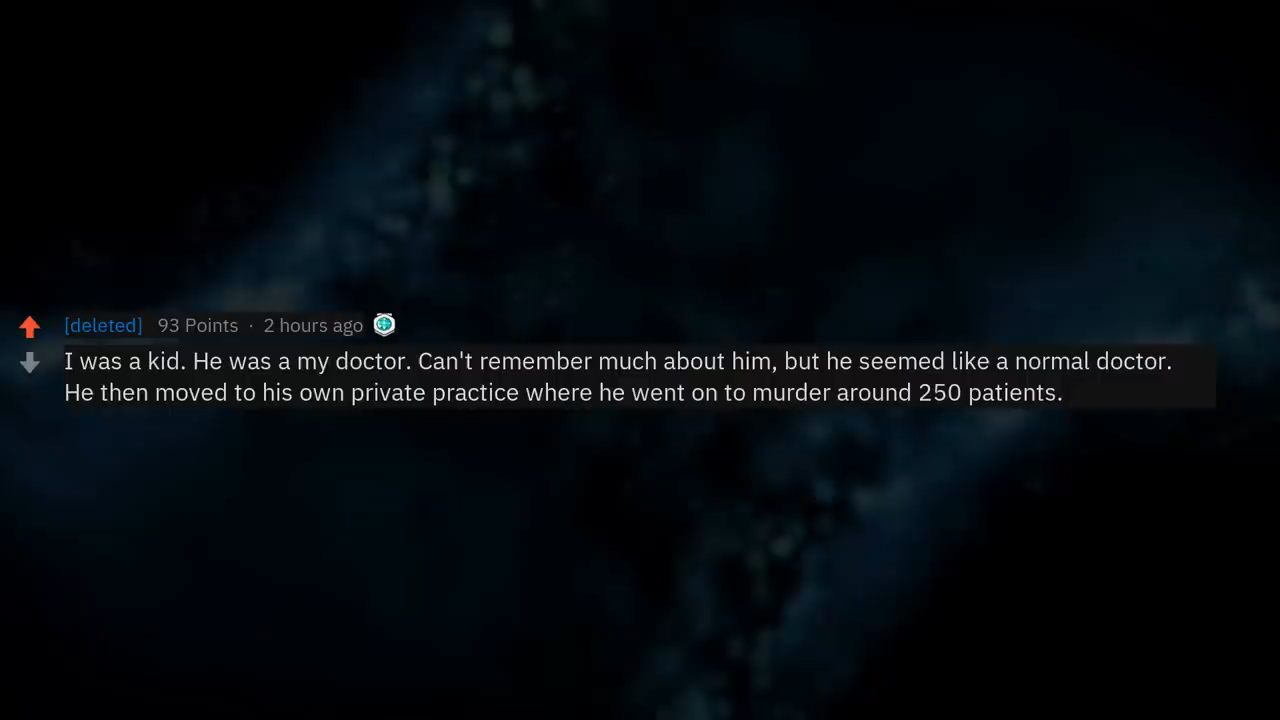 [deleted] 93 Points · 2 hours ago
I was a kid. He was a my doctor. Can't remember much about him, but he seemed like a normal doctor.
He then moved to his own private practice where he went on to murder around 250 patients.